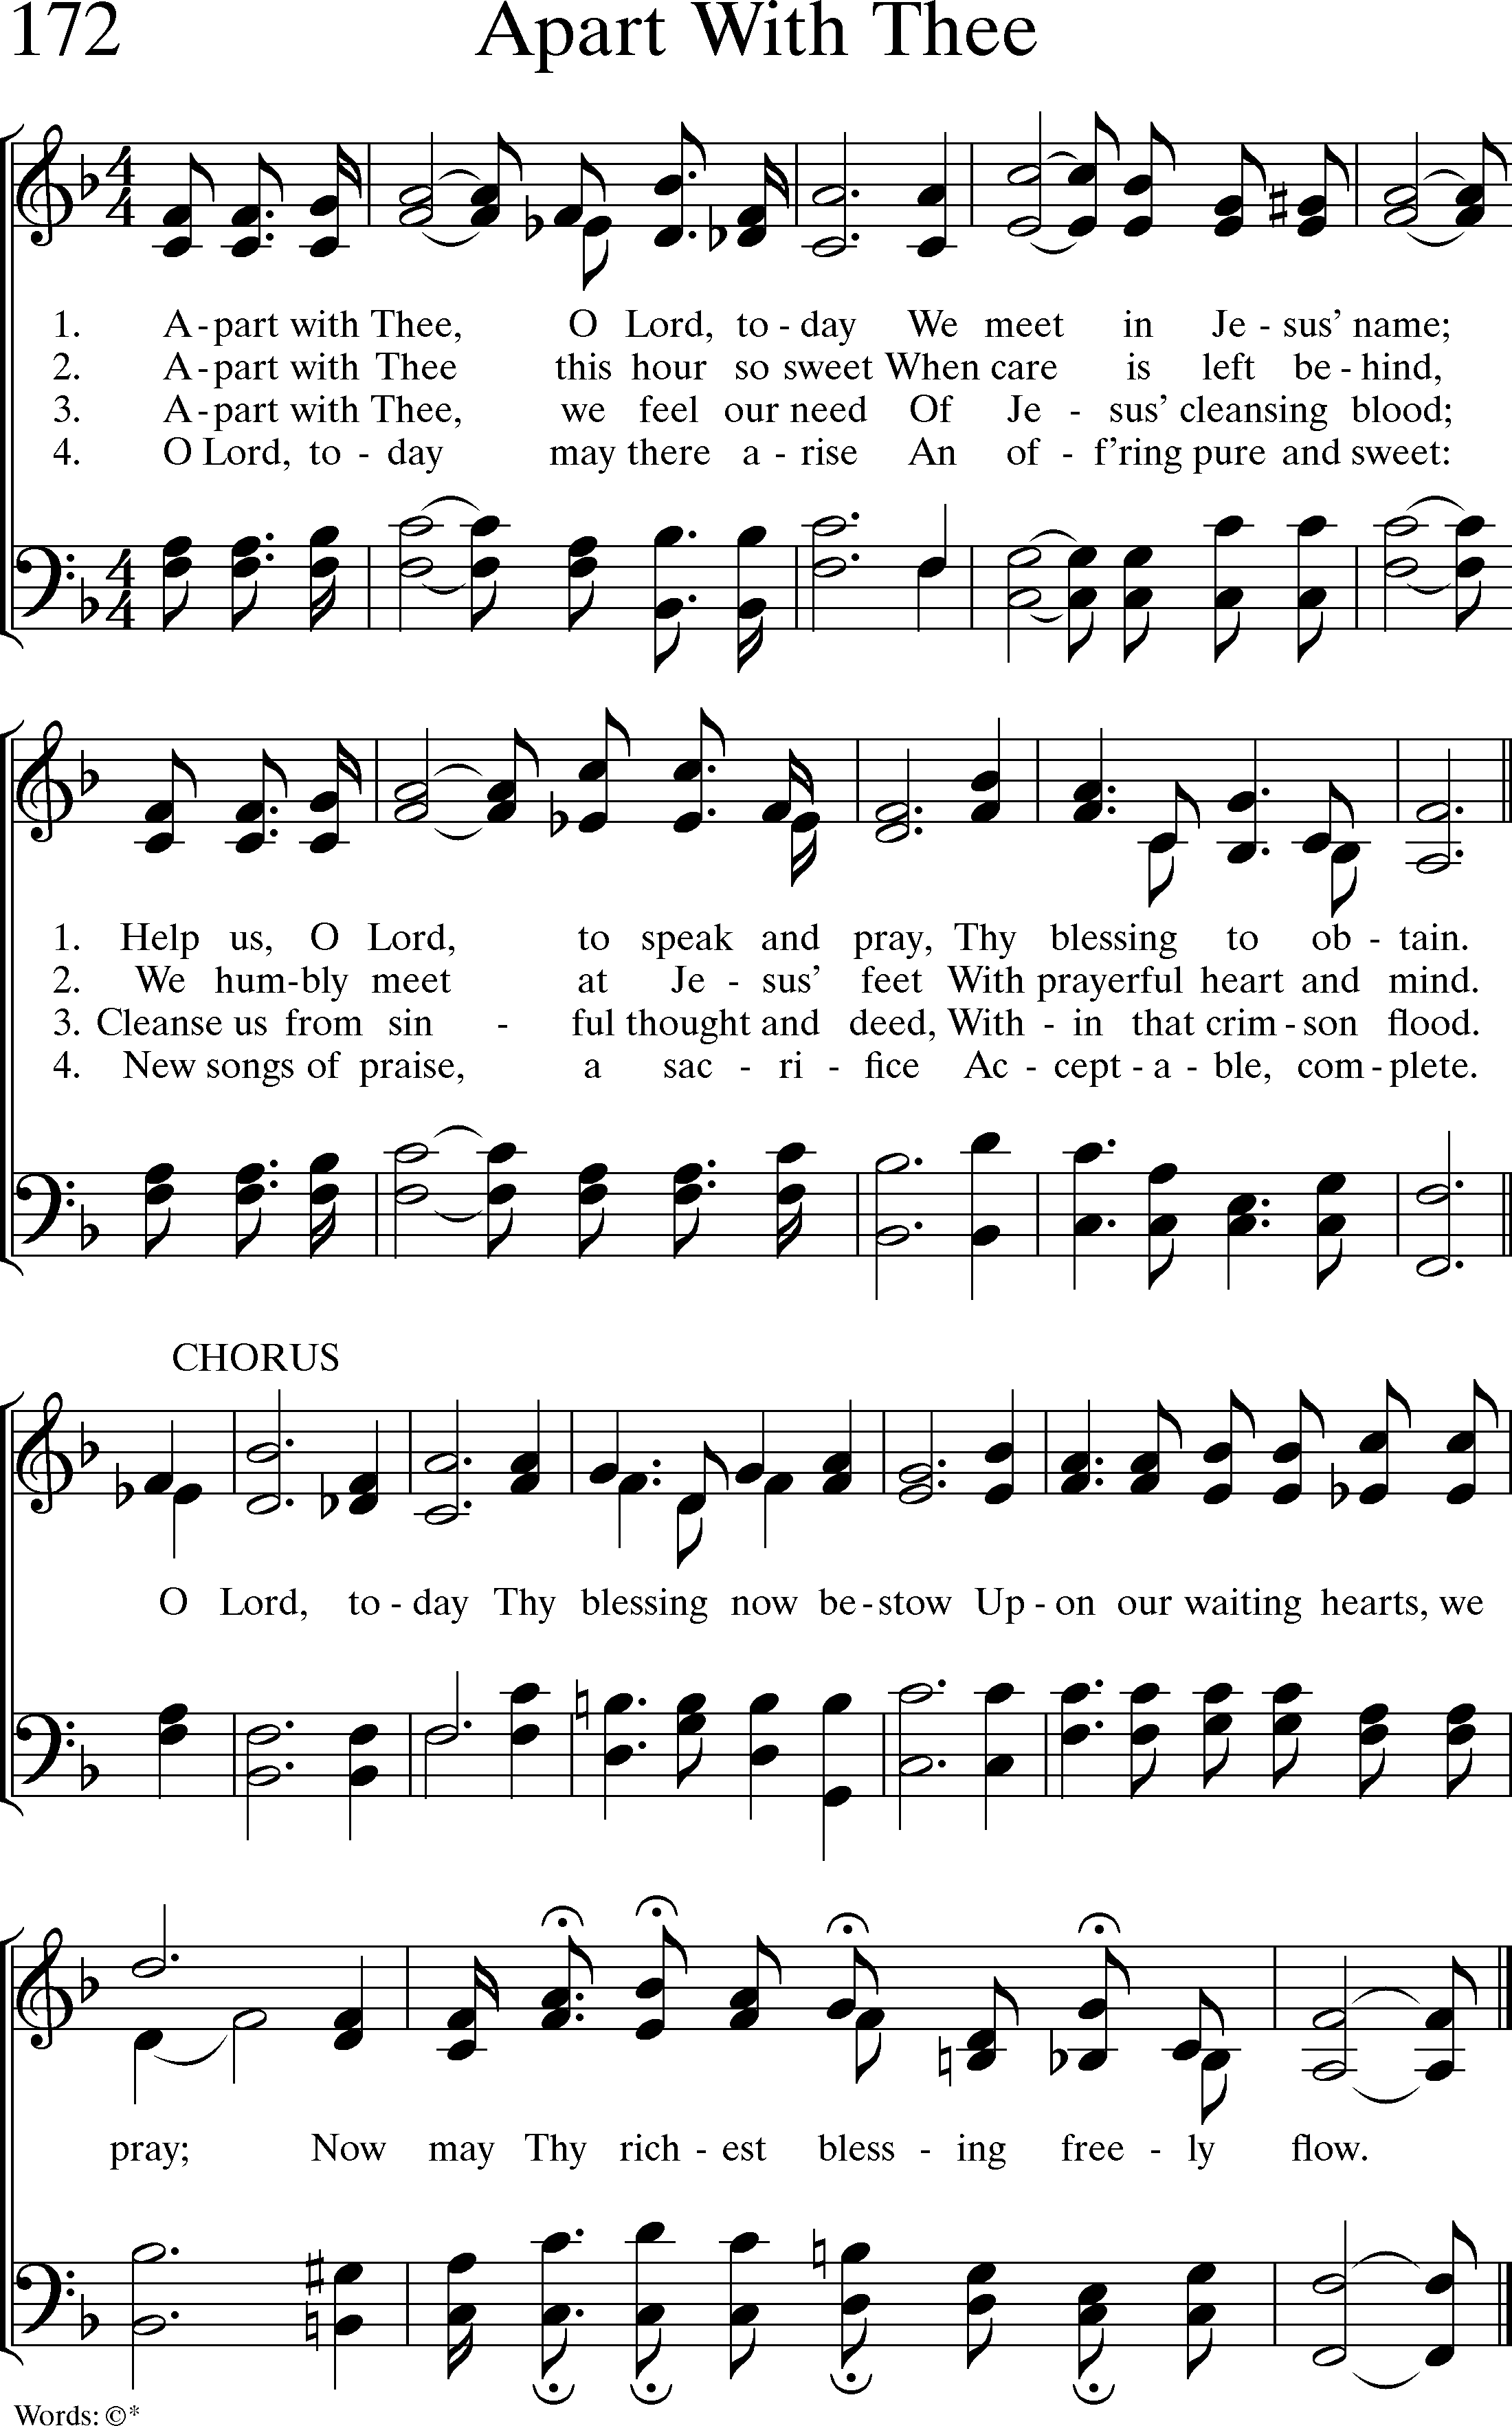 172 Apart With Thee
1. A - part with Thee, O Lord, to - day We meet in Je - sus’ name;
2. A - part with Thee this hour so sweet When care is left be - hind,
3. A - part with Thee, we feel our need Of Je - sus’ cleansing blood;
4. O Lord, to - day may there a - rise An of - f’ring pure and sweet:
1. Help us, O Lord, to speak and pray, Thy blessing to ob - tain.
2. We hum - bly meet at Je - sus’ feet With prayerful heart and mind.
3. Cleanse us from sin - ful thought and deed, With - in that crim - son flood.
4. New songs of praise, a sac - ri - fice Ac - cept - a - ble, com - plete.
CHORUS
O Lord, to - day Thy blessing now be - stow Up - on our waiting hearts, we
pray; Now may Thy rich - est bless - ing free - ly flow.
Words: ©*